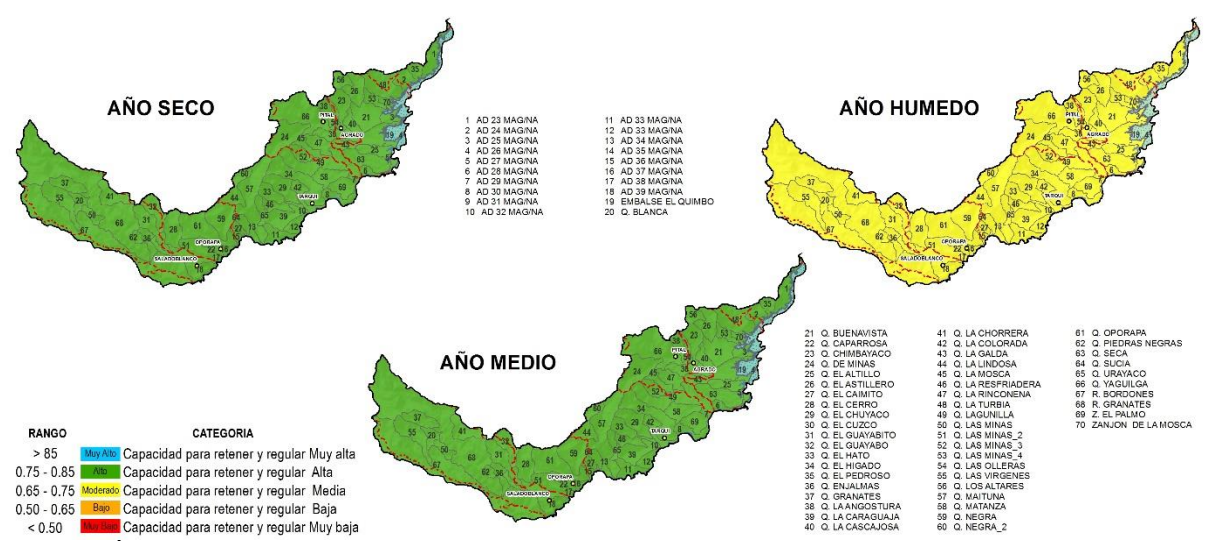 AÑO SECO
AÑO HUMEDO
AÑO MEDIO
PITAL
AGRADO
TARQUI
OPORAPA
SALADOBLANCO
1 AD 23 MAG/NA
2 AD 24 MAG/NA
3 AD 25 MAG/NA
4 AD 26 MAG/NA
5 AD 27 MAG/NA
6 AD 28 MAG/NA
7 AD 29 MAG/NA
8 AD 30 MAG/NA
9 AD 31 MAG/NA
10 AD 32 MAG/NA
11 AD 33 MAG/NA
12 AD 33 MAG/NA
13 AD 34 MAG/NA
14 AD 35 MAG/NA
15 AD 36 MAG/NA
16 AD 37 MAG/NA
17 AD 38 MAG/NA
18 AD 39 MAG/NA
19 EMBALSE EL QUIMBO
20 Q. BLANCA
21 Q. BUENAVISTA
22 Q. CAPARROSA
23 Q. CHIMBAYACO
24 Q. DE MINAS
25 Q. EL ALTILLO
26 Q. EL ASTILLERO
27 Q. EL CAIMITO
28 Q. EL CERRO
29 Q. EL CHUYACO
30 Q. EL CUZCO
31 Q. EL GUAYABITO
32 Q. EL GUAYABO
33 Q. EL HATO
34 Q. EL HIGADO
35 Q. EL PEDROSO
36 Q. ENJALMAS
37 Q. GRANATES
38 Q. LA ANGOSTURA
39 Q. LA CARAGUAJA
40 Q. LA CASCAJOSA
41 Q. LA CHORRERA
42 Q. LA COLORADA
43 Q. LA GALDA
44 Q. LA LINDOSA
45 Q. LA MOSCA
46 Q. LA RESFRIADERA
47 Q. LA RINCONENA
48 Q. LA TURBIA
49 Q. LAGUNILLA
50 Q. LAS MINAS
51 Q. LAS MINAS_2
52 Q. LAS MINAS_3
53 Q. LAS MINAS_4
54 Q. LAS OLLERAS
55 Q. LAS VIRGENES
56 Q. LOS ALTARES
57 Q. MAITUNA
58 Q. MATANZA
59 Q. NEGRA
60 Q. NEGRA_2
61 Q. OPORAPA
62 Q. PIEDRAS NEGRAS
63 Q. SECA
64 Q. SUCIA
65 Q. URAYACO
66 Q. YAGUILGA
67 R. BORDONES
68 R. GRANATES
69 Z. EL PALMO
70 ZANJON DE LA MOSCA
RANGO CATEGORIA
> 85 Muy Alto Capacidad para retener y regular Muy alta
0.75 - 0.85 Alto Capacidad para retener y regular Alta
0.65 - 0.75 Moderado Capacidad para retener y regular Media
0.50 - 0.65 Bajo Capacidad para retener y regular Baja
< 0.50 Muy Bajo Capacidad para retener y regular Muy baja